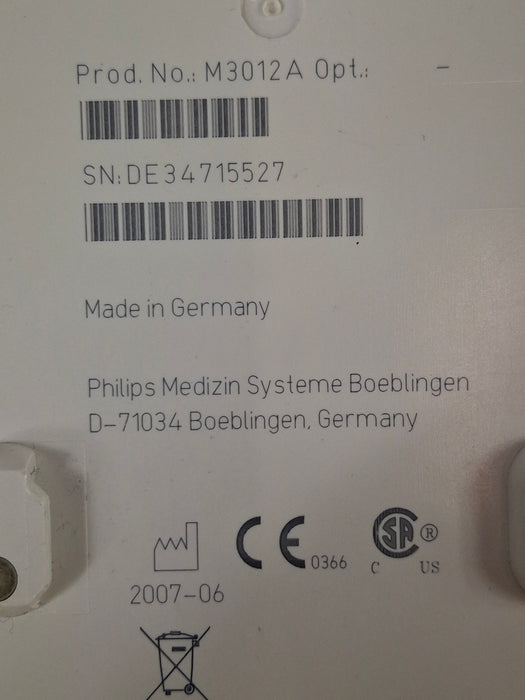 Prod. No.: M3012A Opt.: –
SN:DE34715527
Made in Germany
Philips Medizin Systeme Boeblingen
D-71034 Boeblingen, Germany
CE 0366
SA ®
C US
2007-06